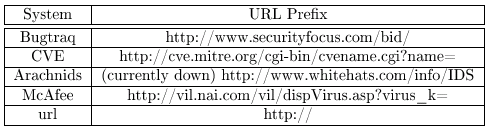 System URL Prefix
Bugtraq http://www.securityfocus.com/bid/
CVE http://cve.mitre.org/cgi-bin/cvename.cgi?name=
Arachnids (currently down) http://www.whitehats.com/info/IDS
McAfee http://vil.nai.com/vil/dispVirus.asp?virus_k=
url http://